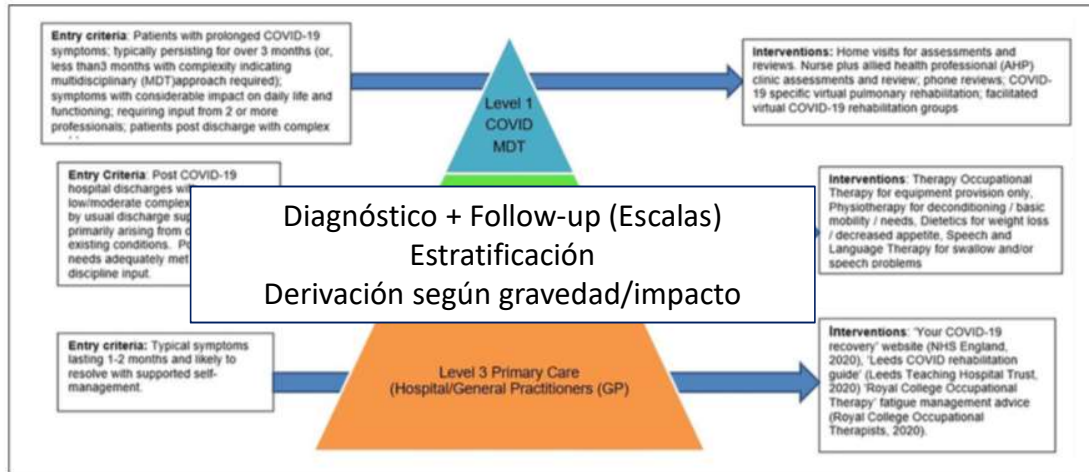 Entry criteria: Patients with prolonged COVID-19
symptoms; typically persisting for over 3 months (or,
less than3 months with complexity indicating
multidisciplinary (MDT)approach required);
symptoms with considerable impact on daily life and
functioning; requiring input from 2 or more
professionals; patients post discharge with complex
Level 1
COVID
MDT
Interventions: Home visits for assessments and
reviews. Nurse plus allied health professional (AHP)
clinic assessments and review; phone reviews; COVID-
19 specific virtual pulmonary rehabilitation; facilitated
virtual COVID-19 rehabilitation groups
Entry Criteria: Post COVID-19
hospital discharges
low/moderate
by usual discharge
primarily arising from
existing conditions.
needs adequately met
discipline input.
Diagnóstico + Follow-up (Escalas)
Estratificación
Derivación según gravedad/impacto
Interventions: Therapy Occupational
Therapy for equipment provision only,
Physiotherapy for deconditioning / basic
mobility / needs, Dietetics for weight loss
/ decreased appetite, Speech and
Language Therapy for swallow and/or
speech problems
Entry criteria: Typical symptoms
lasting 1-2 months and likely to
resolve with supported self-
management.
Level 3 Primary Care
(Hospital/General Practitioners (GP)
Interventions: 'Your COVID-19
recovery' website (NHS England,
2020), 'Leeds COVID rehabilitation
guide' (Leeds Teaching Hospital Trust,
2020) 'Royal College Occupational
Therapy' fatigue management advice
(Royal College Occupational
Therapists, 2020).